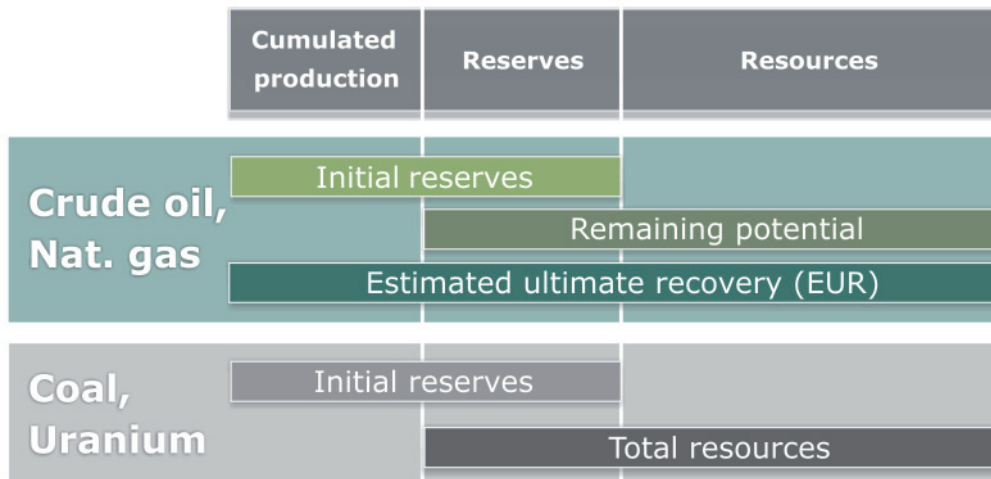 Cumulated
production
Reserves
Resources
Crude oil,
Nat. gas
Initial reserves
Remaining potential
Estimated ultimate recovery (EUR)
Coal,
Uranium
Initial reserves
Total resources